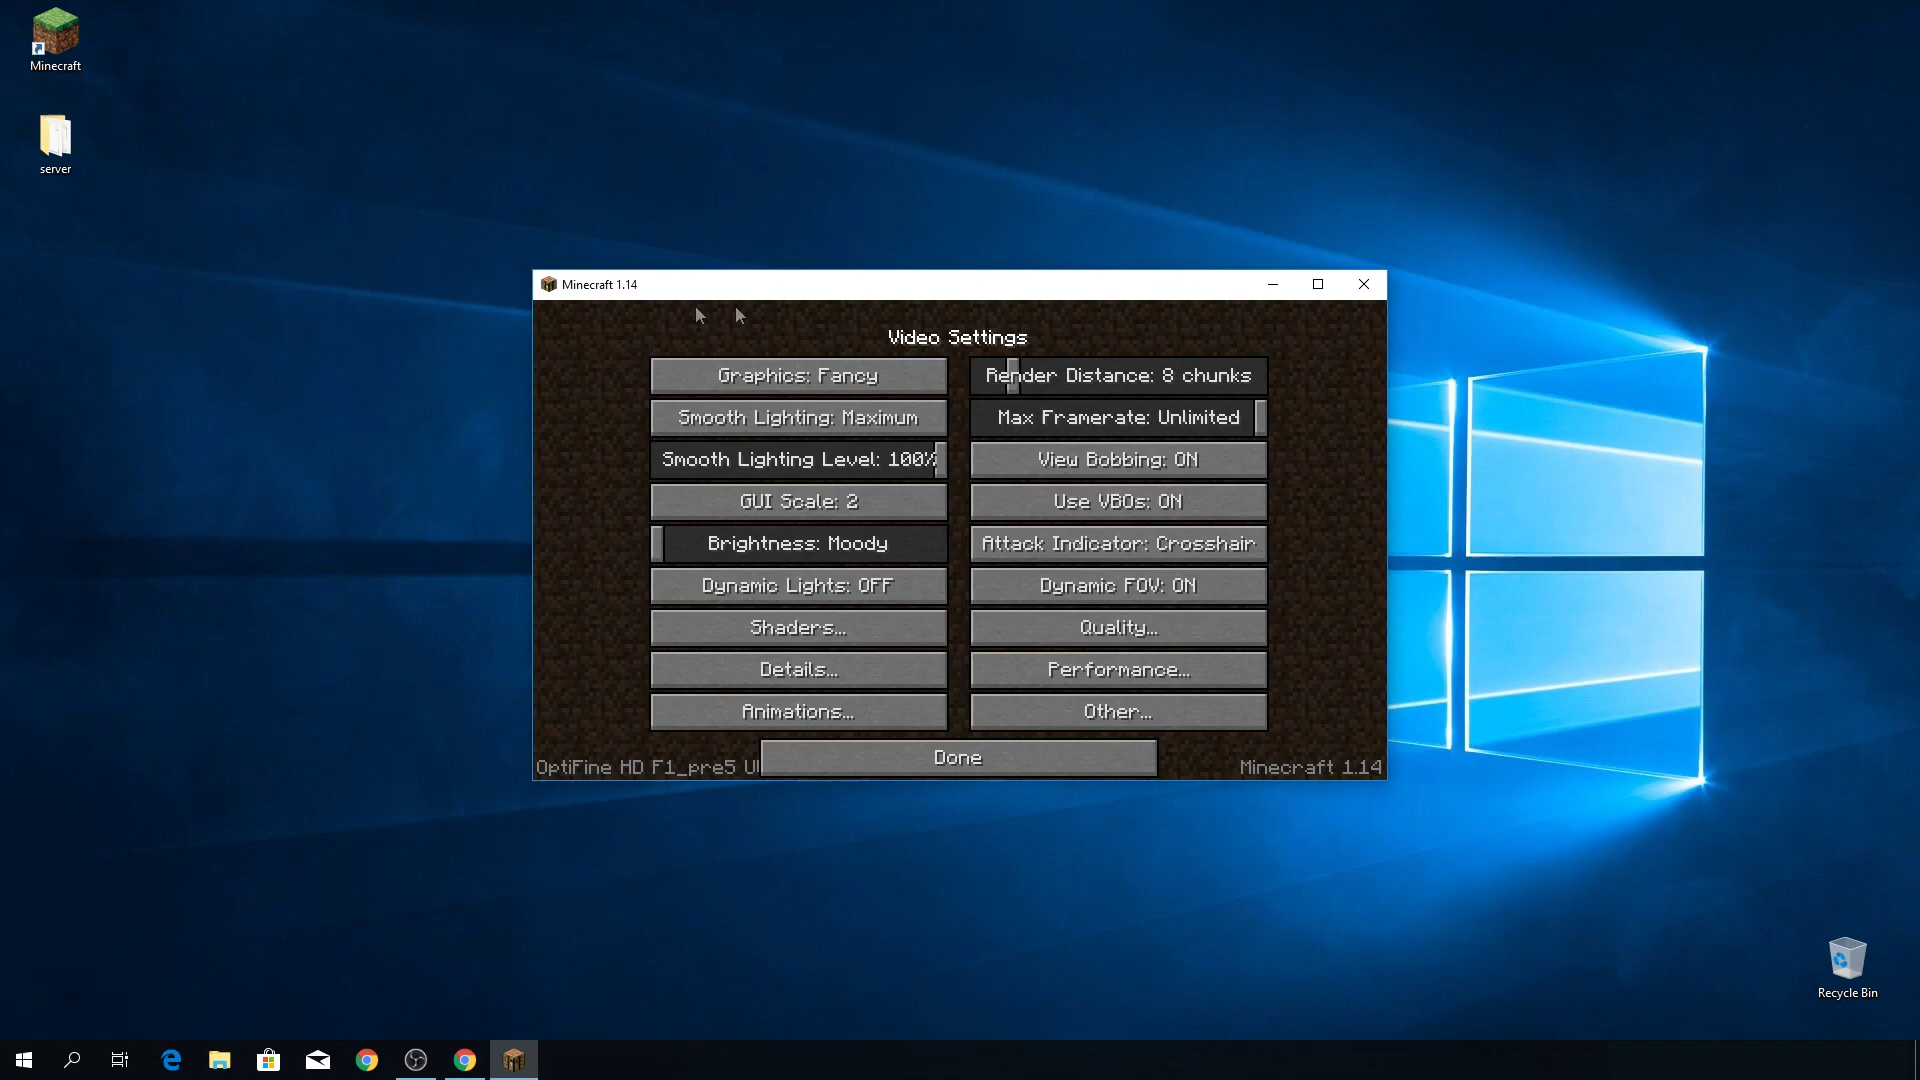 Minecraft
server
Minecraft 1.14
Video Settings
Graphics: Fancy
Render Distance: 8 chunks
Smooth Lighting: Maximum
Max Framerate: Unlimited
Smooth Lighting Level: 100%
View Bobbing: ON
GUI Scale: 2
Use VBOs: ON
Brightness: Moody
Attack Indicator: Crosshair
Dynamic Lights: OFF
Dynamic FOV: ON
Shaders...
Quality...
Details...
Performance...
Animations...
Other...
Done
OptiFine HD F1_pre5 Ul
Minecraft 1.14
Recycle Bin